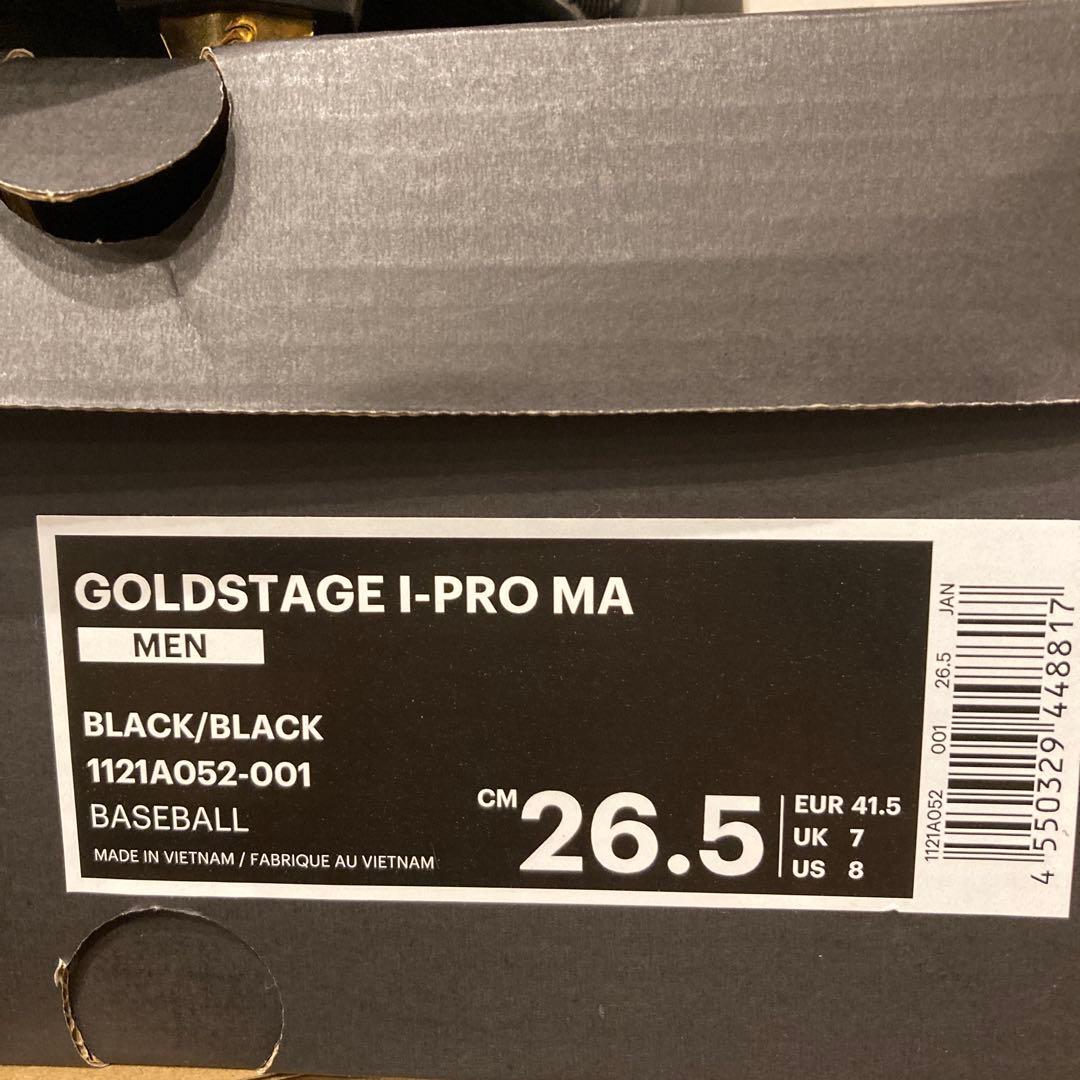 GOLDSTAGE I-PRO MA
MEN
BLACK/BLACK
1121A052-001
BASEBALL
MADE IN VIETNAM / FABRIQUE AU VIETNAM
CM 26.5
EUR 41.5
UK 7
US 8
1121A052 001 26.5 JAN
4 550329 448817